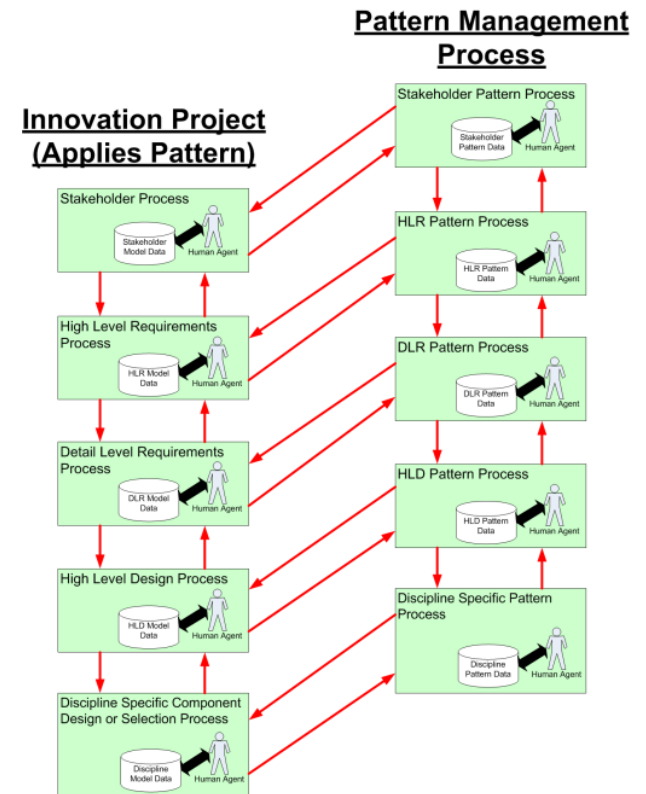 Pattern Management
Process
Innovation Project
(Applies Pattern)
Stakeholder Pattern Process
Stakeholder
Pattern Data
Human Agent
Stakeholder Process
Stakeholder
Model Data
Human Agent
HLR Pattern Process
HLR Pattern
Data
Human Agent
High Level Requirements
Process
HLR Model
Data
Human Agent
DLR Pattern Process
DLR Pattern
Data
Human Agent
Detail Level Requirements
Process
DLR Model
Data
Human Agent
HLD Pattern Process
HLD Pattern
Data
Human Agent
High Level Design Process
HLD Model
Data
Human Agent
Discipline Specific Pattern
Process
Discipline
Pattern Data
Human Agent
Discipline Specific Component
Design or Selection Process
Discipline
Model Data
Human Agent